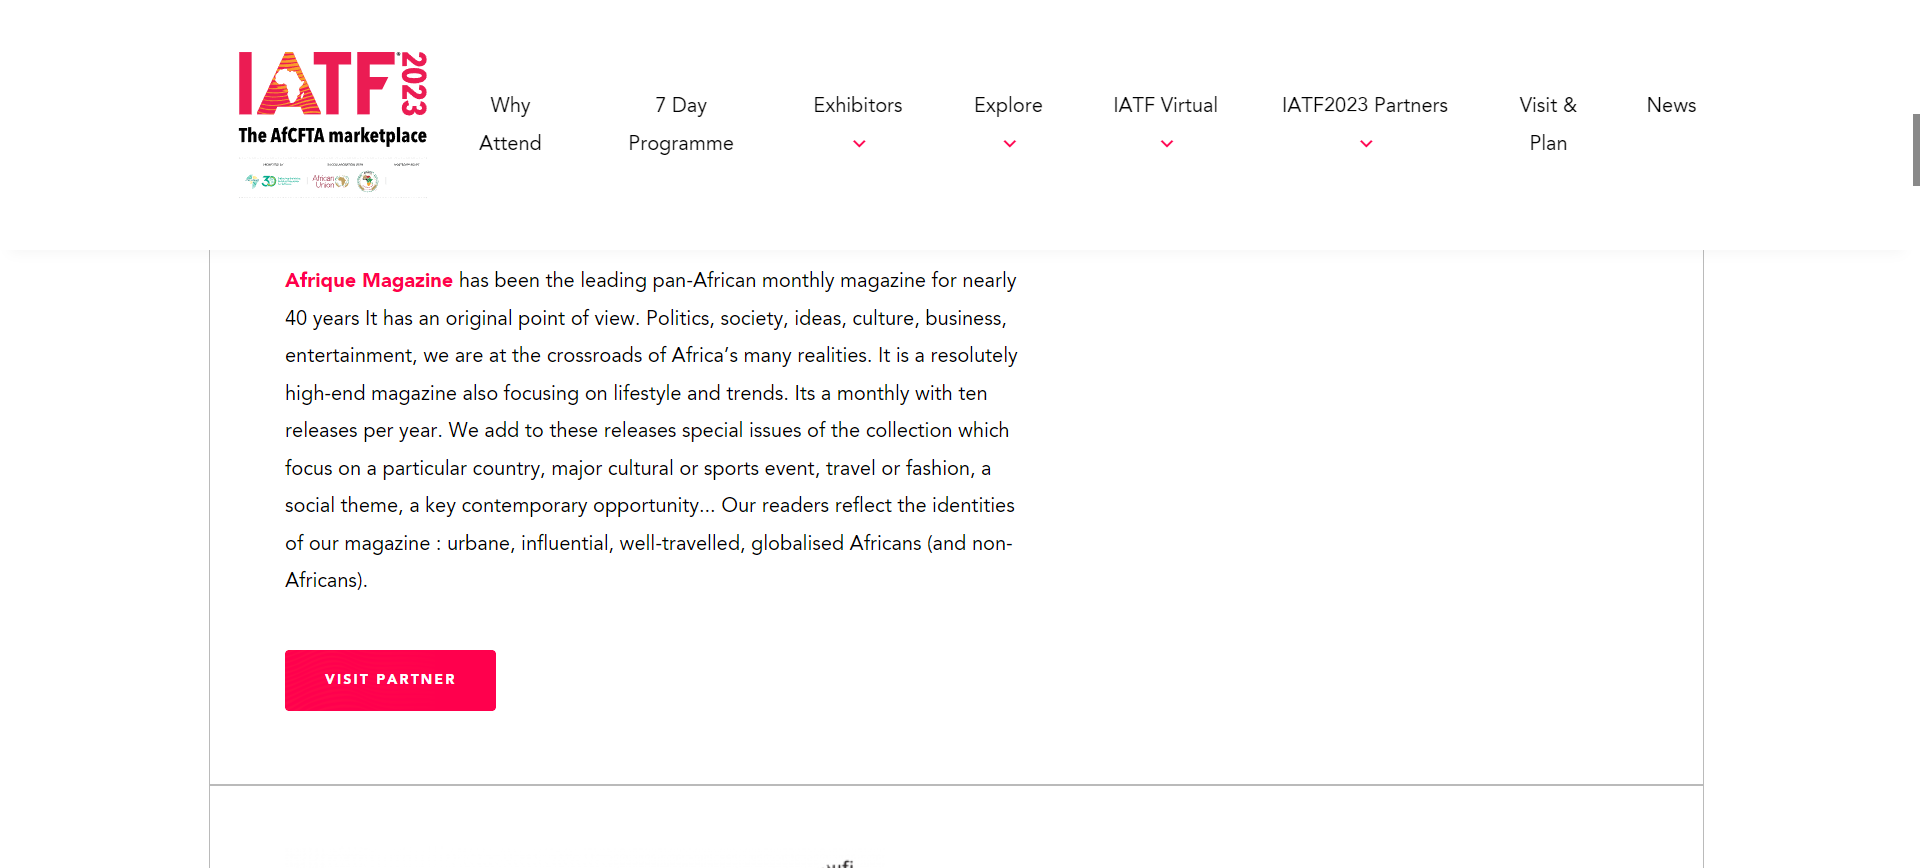 IATF 2023
The AfCFTA marketplace
African
Union
Why
Attend
7 Day
Programme
Exhibitors
Explore
IATF Virtual
IATF2023 Partners
Visit &
Plan
News
Afrique Magazine has been the leading pan-African monthly magazine for nearly
40 years It has an original point of view. Politics, society, ideas, culture, business,
entertainment, we are at the crossroads of Africa’s many realities. It is a resolutely
high-end magazine also focusing on lifestyle and trends. Its a monthly with ten
releases per year. We add to these releases special issues of the collection which
focus on a particular country, major cultural or sports event, travel or fashion, a
social theme, a key contemporary opportunity... Our readers reflect the identities
of our magazine : urbane, influential, well-travelled, globalised Africans (and non-
Africans).
VISIT PARTNER